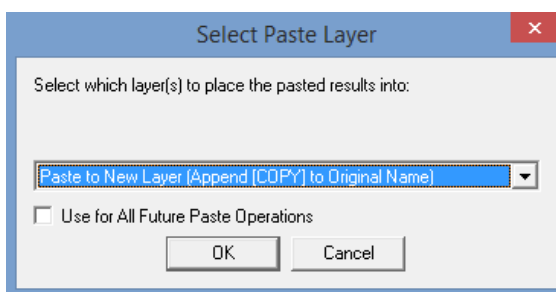 Select Paste Layer
Select which layer(s) to place the pasted results into:
Paste to New Layer (Append [COPY] to Original Name)
Use for All Future Paste Operations
OK Cancel